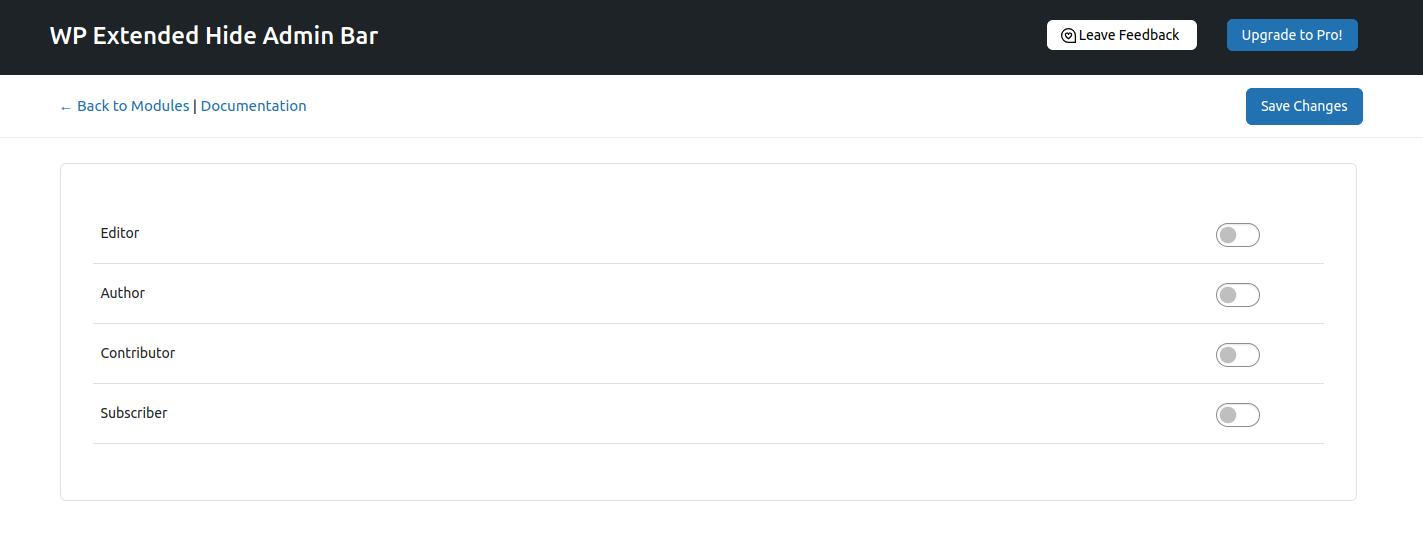 WP Extended Hide Admin Bar
Leave Feedback
Upgrade to Pro!
← Back to Modules | Documentation
Save Changes
Editor
Author
Contributor
Subscriber